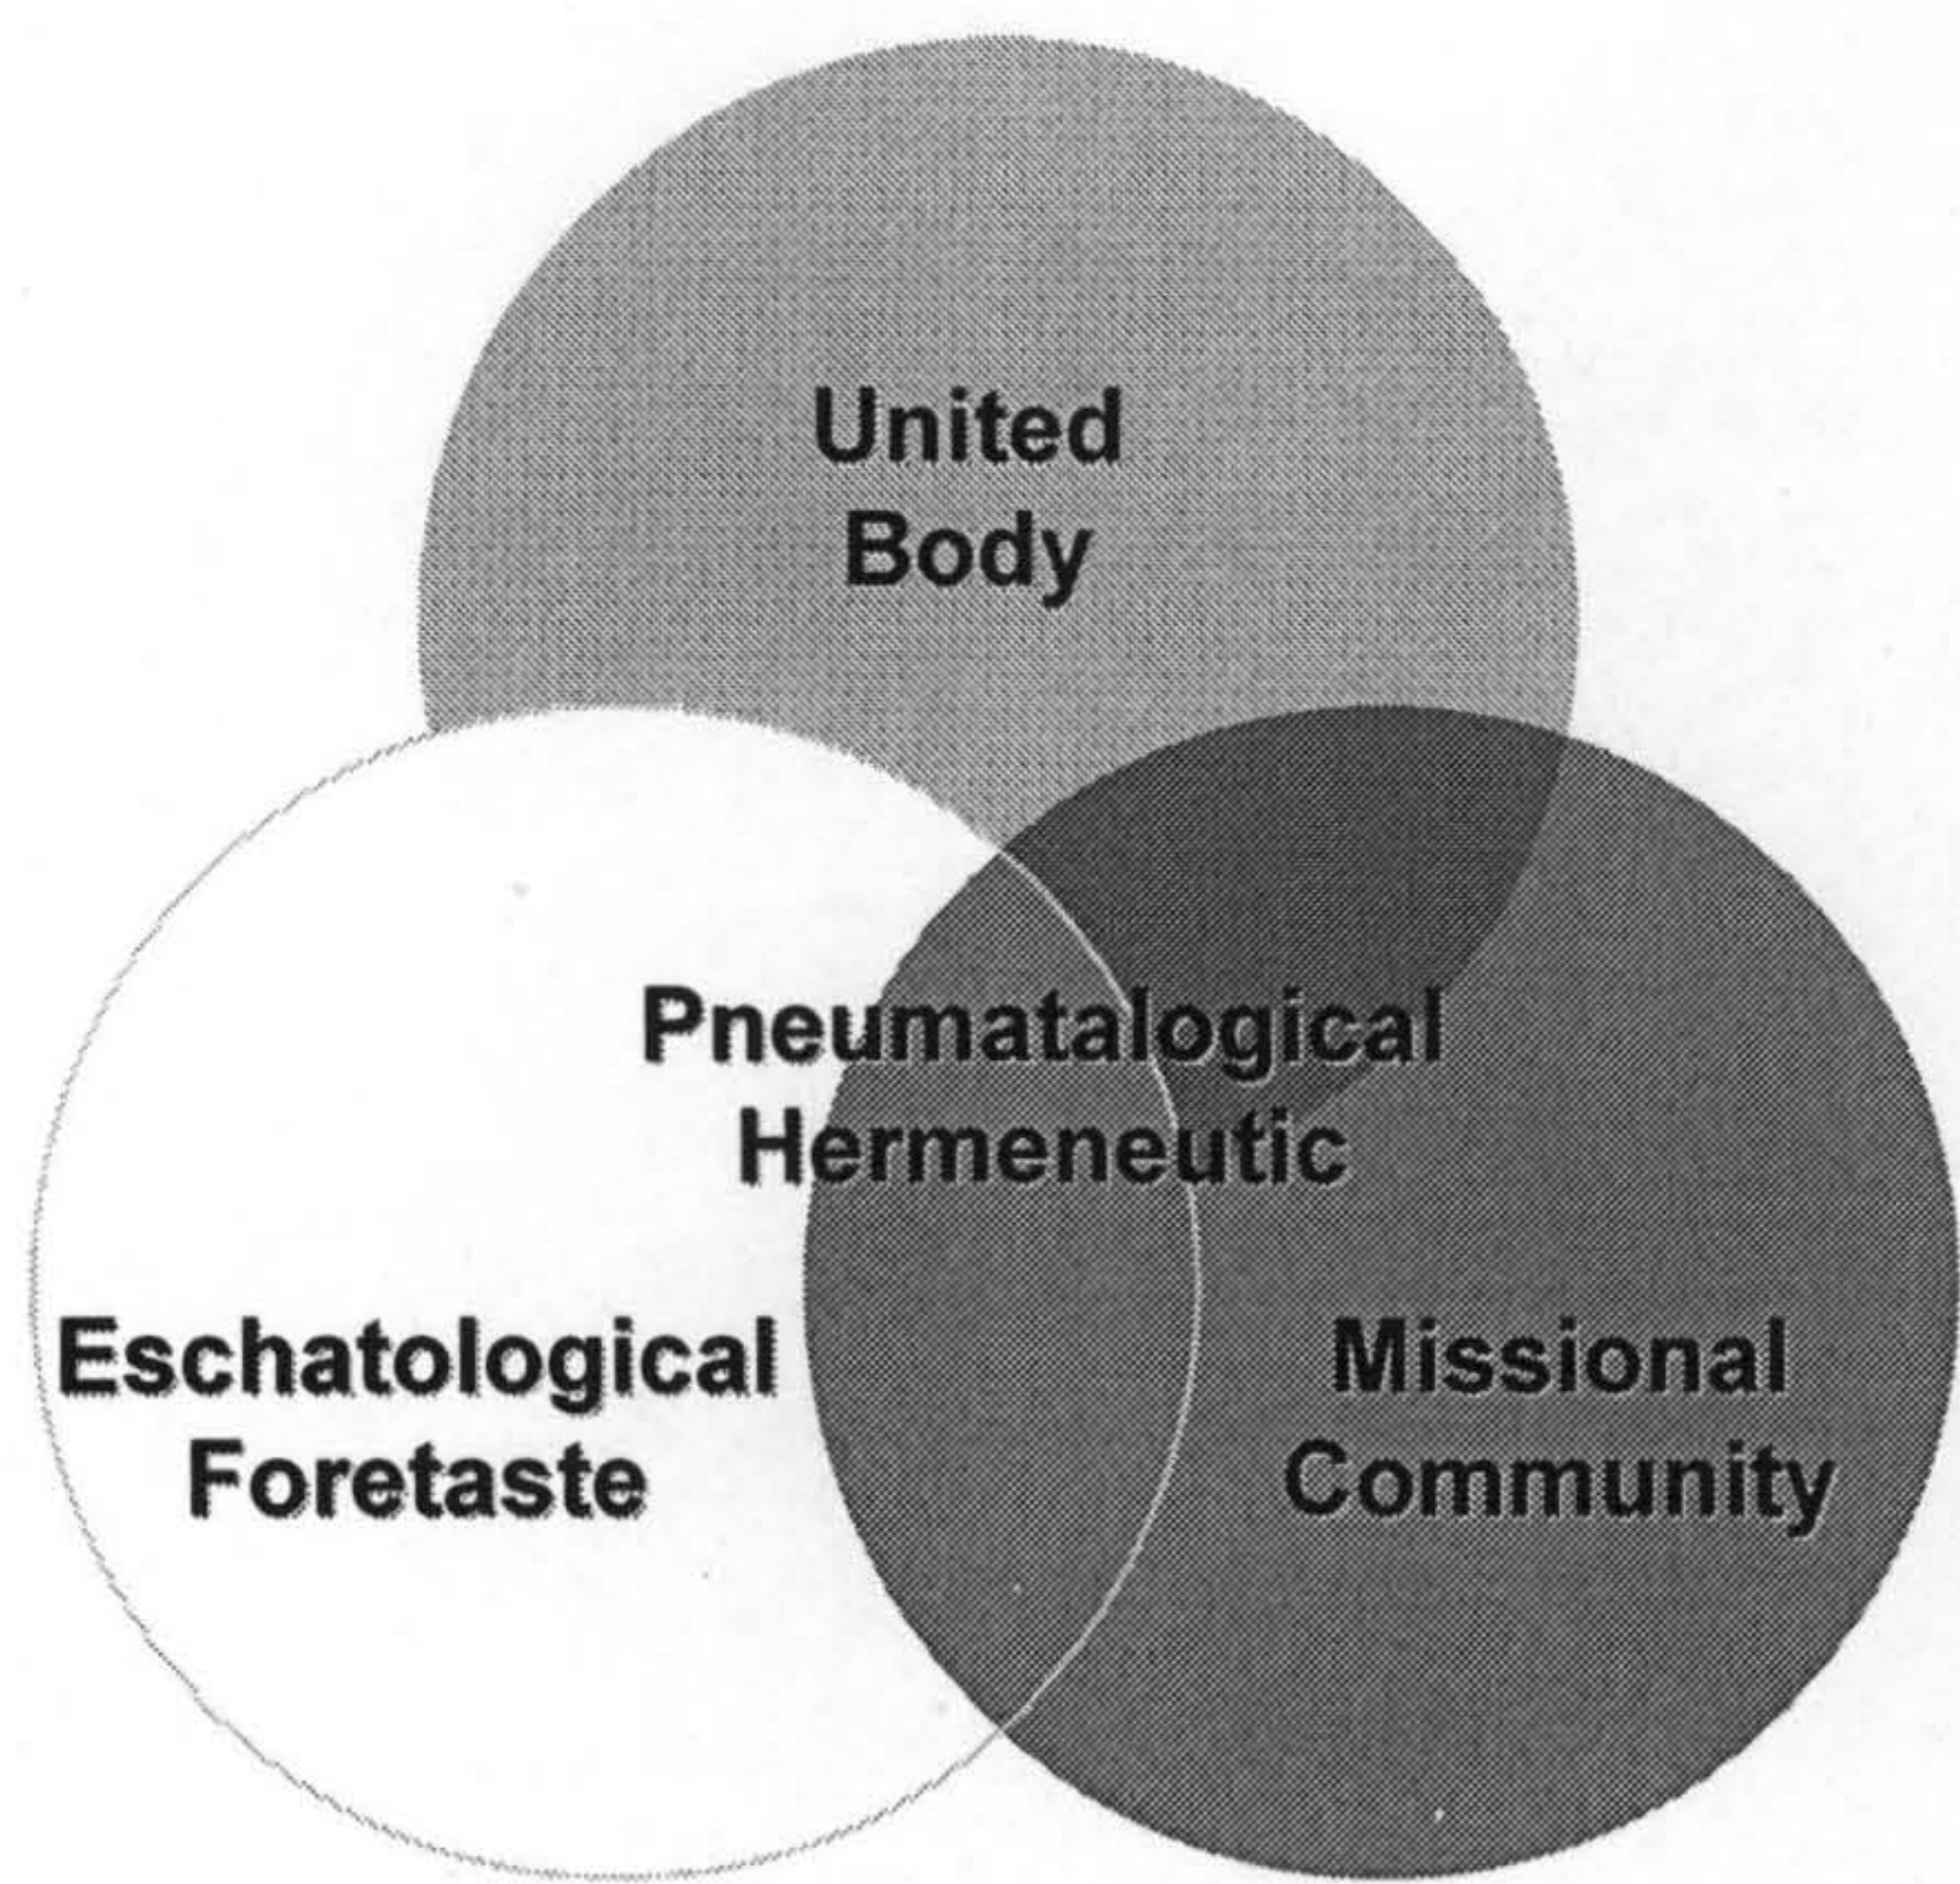 United
Body
Pneumatalogical
Hermeneutic
Eschatological
Foretaste
Missional
Community